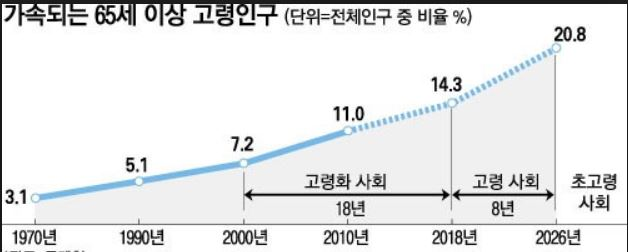 가속되는 65세 이상 고령인구 (단위=전체인구 중 비율 %)
3.1
5.1
7.2
11.0
14.3
20.8
고령화 사회
18년
고령 사회
8년
초고령
사회
1970년
1990년
2000년
2010년
2018년
2026년